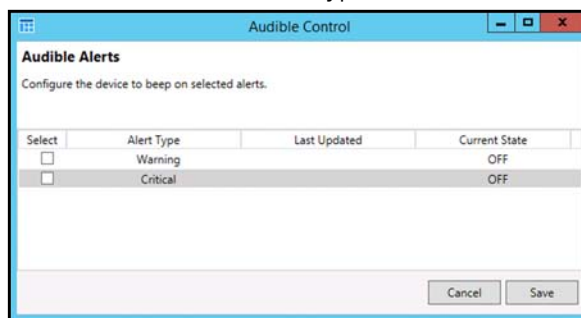 Audible Control
Audible Alerts
Configure the device to beep on selected alerts.
Select Alert Type Last Updated Current State
Warning OFF
Critical OFF
Cancel Save